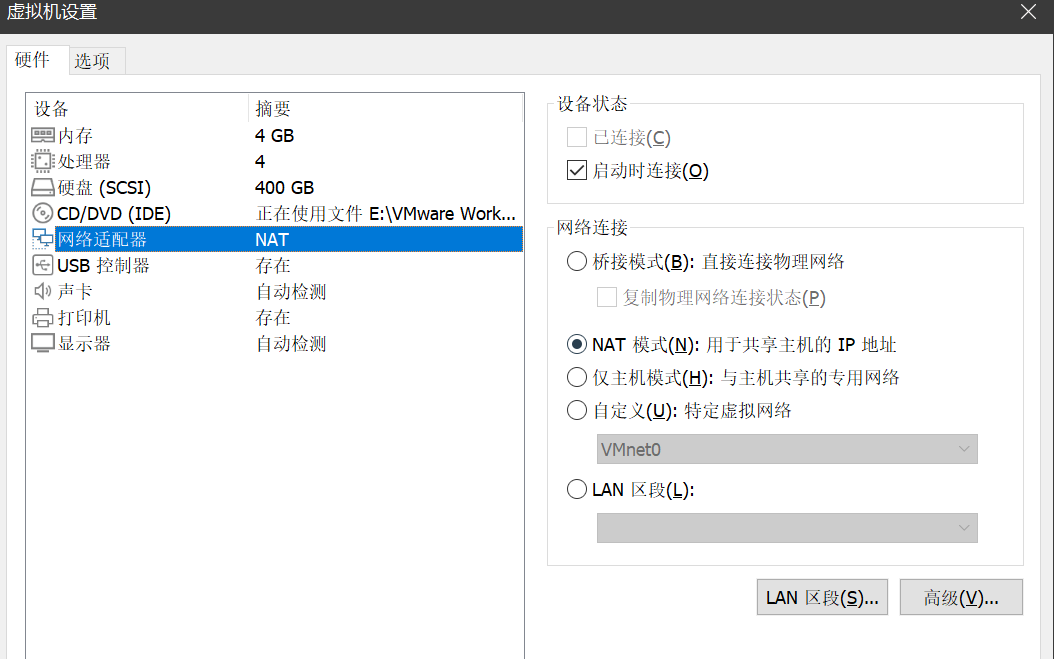 虚拟机设置
硬件 选项
设备 摘要
内存 4 GB
处理器 4
硬盘 (SCSI) 400 GB
CD/DVD (IDE) 正在使用文件 E:\VMware Work...
网络适配器 NAT
USB 控制器 存在
声卡 自动检测
打印机 存在
显示器 自动检测
设备状态
已连接(C)
启动时连接(O)
网络连接
桥接模式(B): 直接连接物理网络
复制物理网络连接状态(P)
NAT 模式(N): 用于共享主机的 IP 地址
仅主机模式(H): 与主机共享的专用网络
自定义(U): 特定虚拟网络
VMnet0
LAN 区段(L):
LAN 区段(S)... 高级(V)...